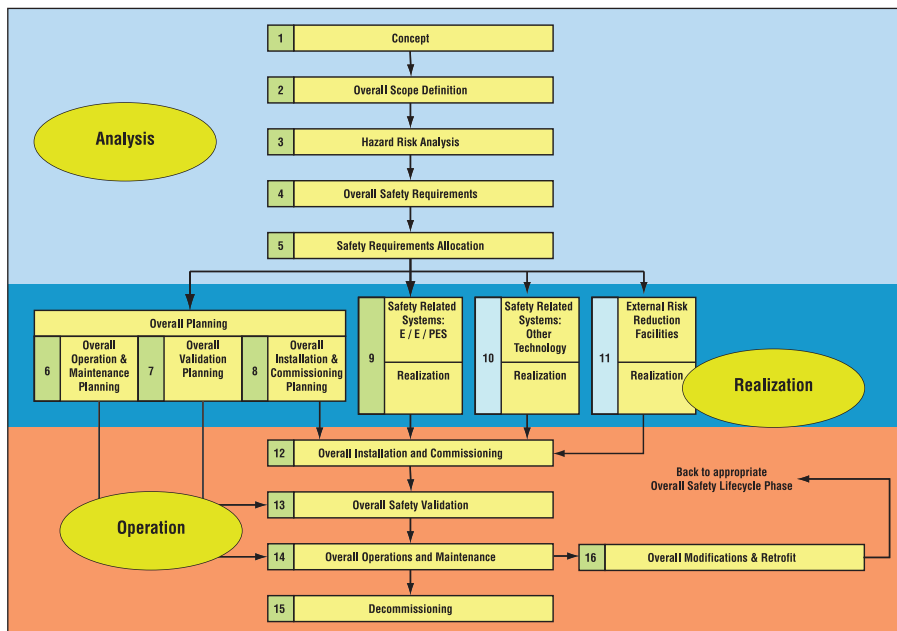 1 Concept
2 Overall Scope Definition
Analysis
3 Hazard Risk Analysis
4 Overall Safety Requirements
5 Safety Requirements Allocation
Overall Planning
6 Overall
Operation &
Maintenance
Planning
7 Overall
Validation
Planning
8 Overall
Installation &
Commissioning
Planning
9 Safety Related
Systems:
E / E / PES
Realization
10 Safety Related
Systems:
Other
Technology
Realization
11 External Risk
Reduction
Facilities
Realization
Realization
12 Overall Installation and Commissioning
Back to appropriate
Overall Safety Lifecycle Phase
13 Overall Safety Validation
Operation
14 Overall Operations and Maintenance
16 Overall Modifications & Retrofit
15 Decommissioning